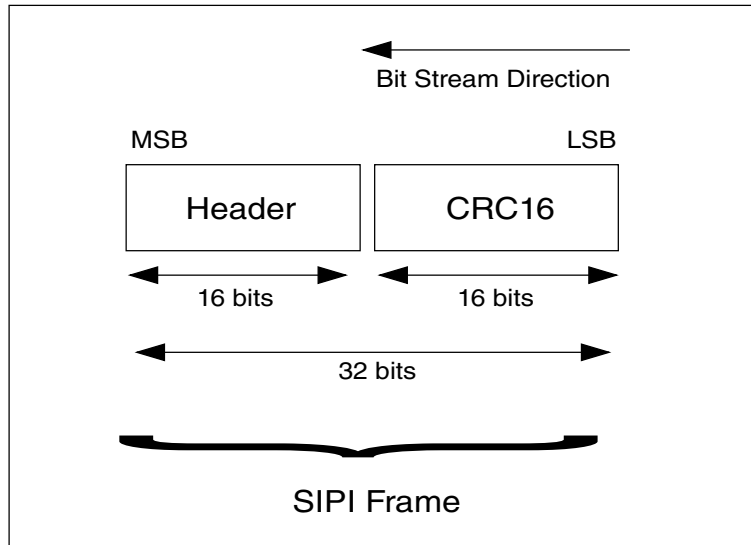 Bit Stream Direction
MSB LSB
Header CRC16
16 bits 16 bits
32 bits
SIPI Frame